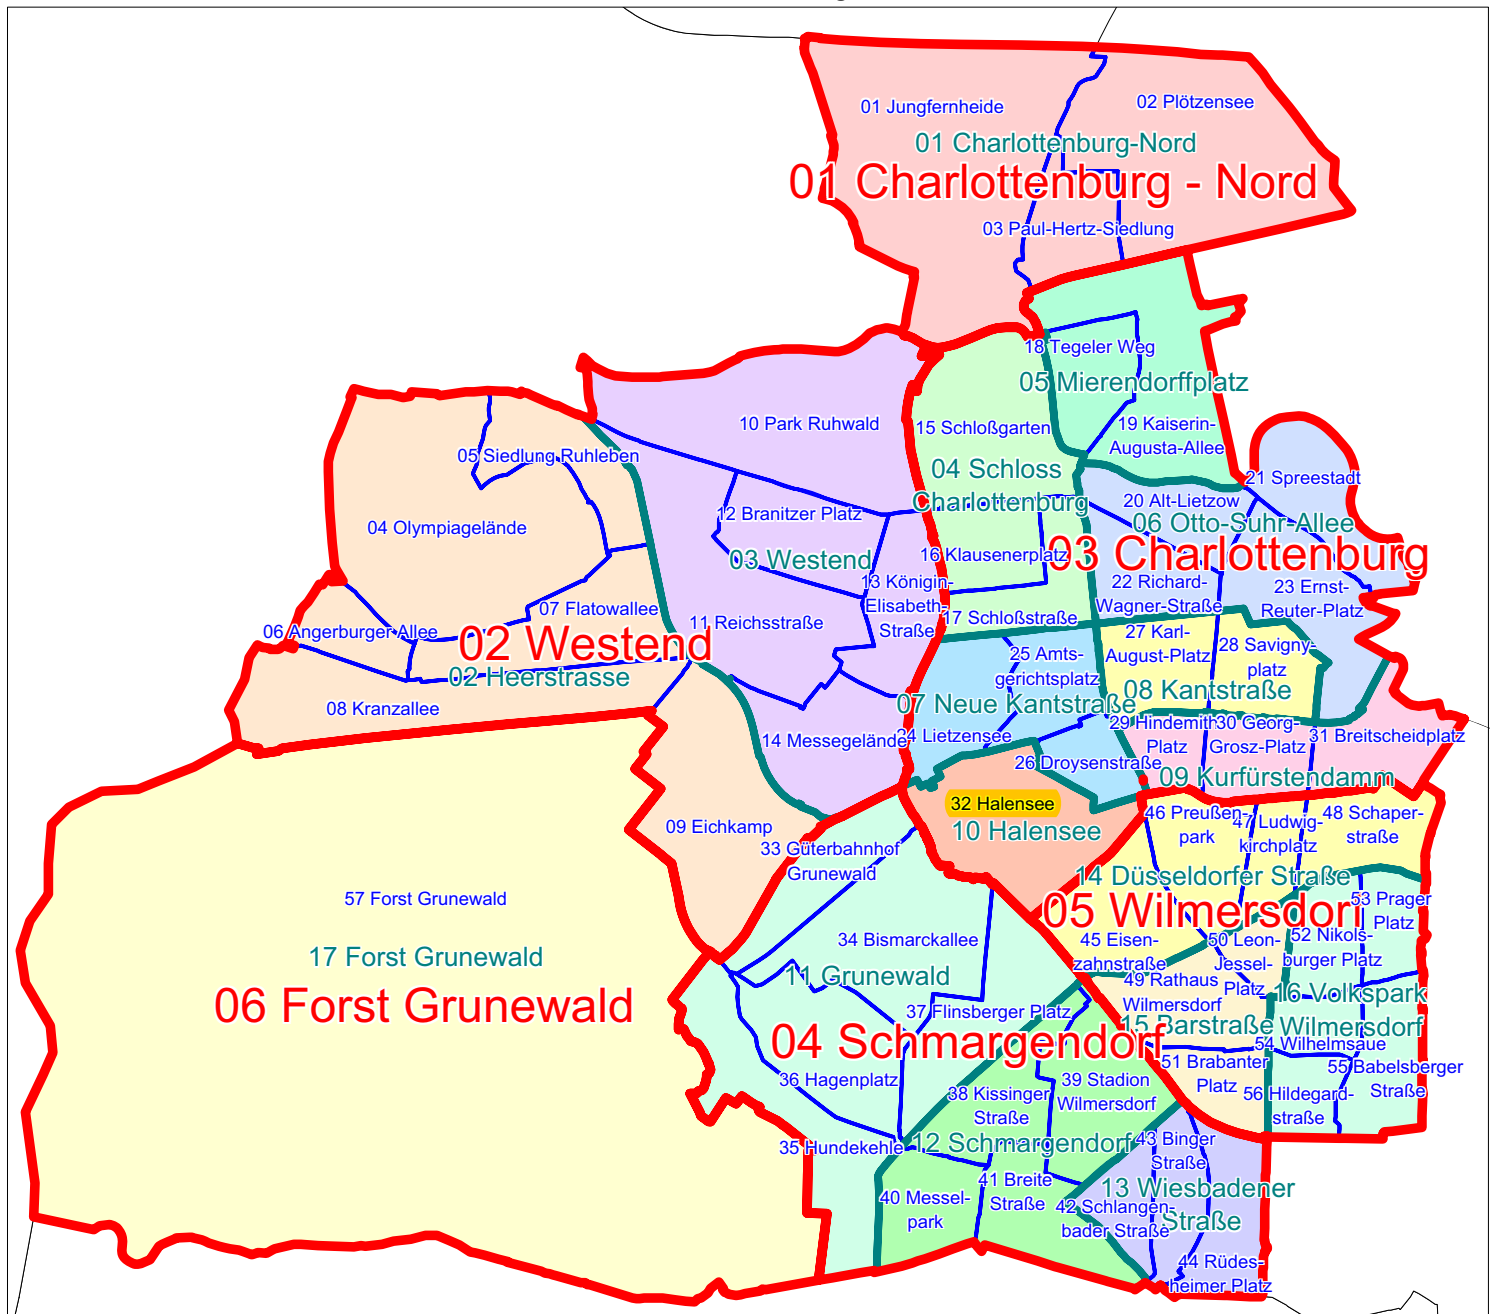 01 Jungfernheide
02 Plötzensee
01 Charlottenburg-Nord
01 Charlottenburg - Nord
03 Paul-Hertz-Siedlung
18 Tegeler Weg
05 Mierendorffplatz
10 Park Ruhwald
15 Schloßgarten
19 Kaiserin-
Augusta-Allee
05 Siedlung Ruhleben
04 Schloss
Charlottenburg
21 Spreestadt
20 Alt-Lietzow
06 Otto-Suhr-Allee
04 Olympiagelände
12 Branitzer Platz
03 Westend
16 Klausenerplatz
03 Charlottenburg
13 Königin-
Elisabeth-
Straße
22 Richard-
Wagner-Straße
23 Ernst-
Reuter-Platz
07 Flatowallee
11 Reichsstraße
17 Schloßstraße
06 Angerburger Allee
02 Westend
02 Heerstrasse
27 Karl-
August-Platz
28 Savigny-
platz
25 Amts-
gerichtsplatz
08 Kantstraße
07 Neue Kantstraße
08 Kranzallee
14 Messegelände
24 Lietzensee
29 Hindemith-
Platz
30 Georg-
Grosz-Platz
31 Breitscheidplatz
26 Droysenstraße
09 Kurfürstendamm
32 Halensee
10 Halensee
46 Preußen-
park
47 Ludwig-
kirchplatz
48 Schaper-
straße
09 Eichkamp
33 Güterbahnhof
Grunewald
14 Düsseldorfer Straße
05 Wilmersdorf
53 Prager
Platz
57 Forst Grunewald
17 Forst Grunewald
06 Forst Grunewald
34 Bismarckallee
45 Eisen-
zahnstraße
50 Leon-
Jessel-
Platz
52 Nikols-
burger Platz
11 Grunewald
49 Rathaus
Wilmersdorf
16 Volkspark
Wilmersdorf
37 Flinsberger Platz
15 Barstraße
04 Schmargendorf
54 Wilhelmsaue
51 Brabanter
Platz
55 Babelsberger
Straße
36 Hagenplatz
38 Kissinger
Straße
39 Stadion
Wilmersdorf
56 Hildegard-
straße
35 Hundekehle
12 Schmargendorf
43 Binger
Straße
41 Breite
Straße
13 Wiesbadener
Straße
40 Messel-
park
42 Schlangen-
bader Straße
44 Rüdes-
heimer Platz